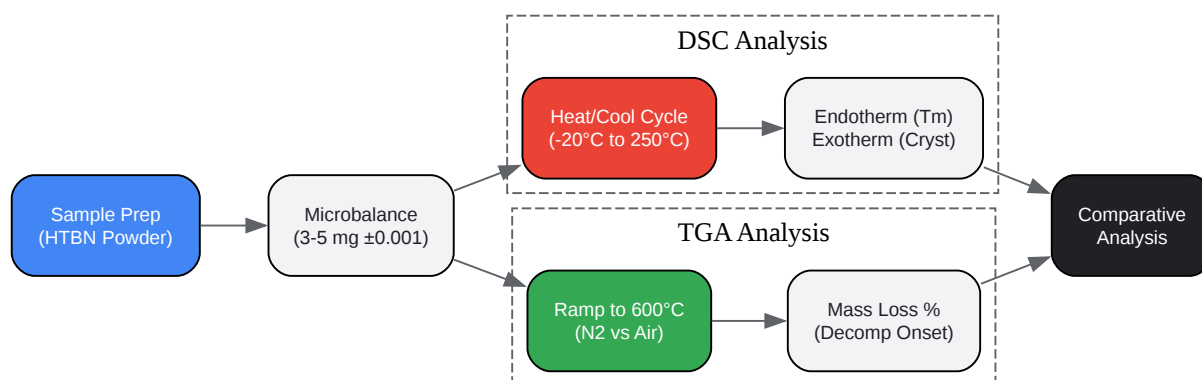 DSC Analysis
Heat/Cool Cycle
(-20°C to 250°C)
Endotherm (Tm)
Exotherm (Cryst)
Sample Prep
(HTBN Powder)
Microbalance
(3-5 mg ±0.001)
Comparative
Analysis
TGA Analysis
Ramp to 600°C
(N2 vs Air)
Mass Loss %
(Decomp Onset)